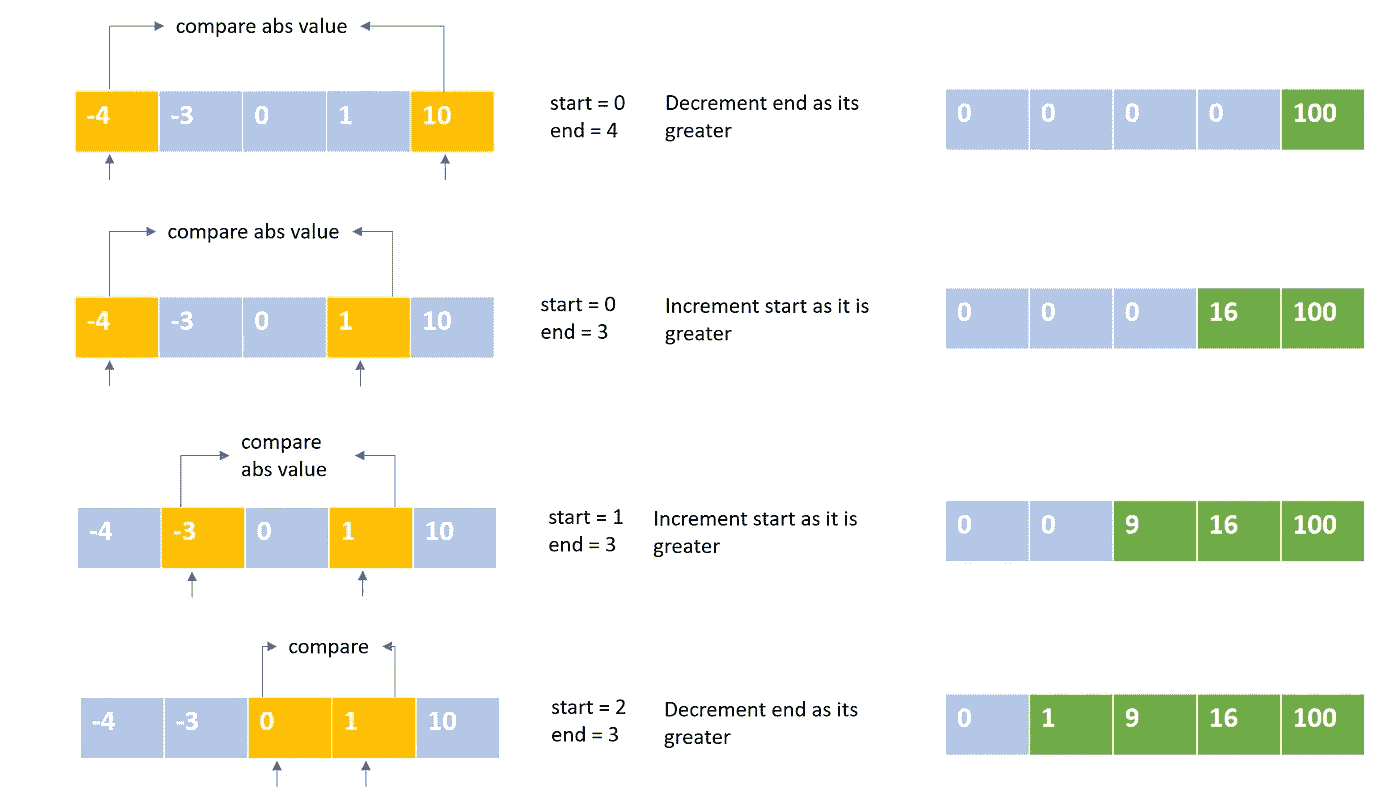 compare abs value
-4 -3 0 1 10
start = 0
end = 4
Decrement end as its
greater
0 0 0 0 100
compare abs value
-4 -3 0 1 10
start = 0
end = 3
Increment start as it is
greater
0 0 0 16 100
compare
abs value
-4 -3 0 1 10
start = 1
end = 3
Increment start as it is
greater
0 0 9 16 100
compare
-4 -3 0 1 10
start = 2
end = 3
Decrement end as its
greater
0 1 9 16 100